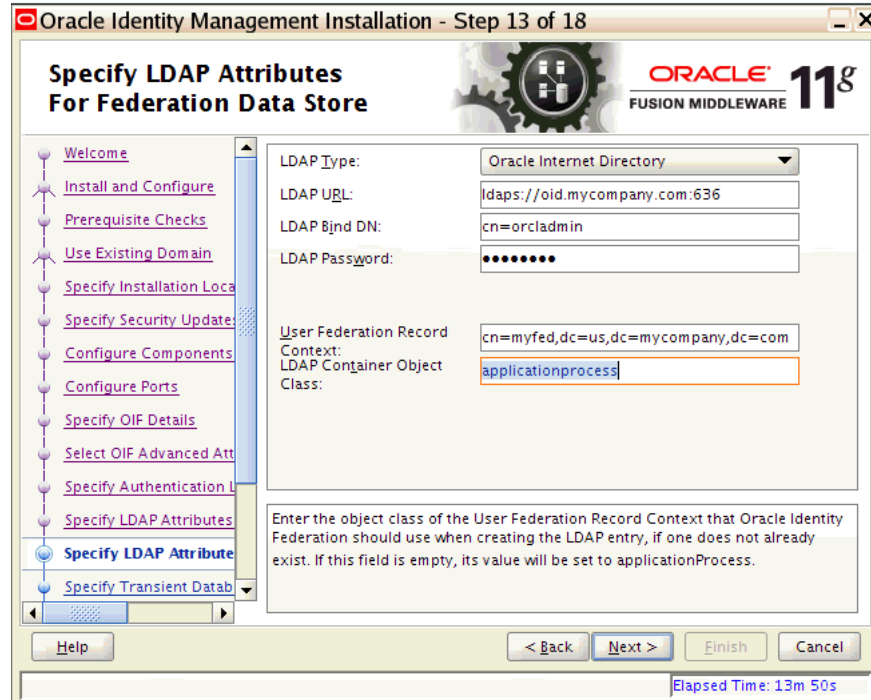 Oracle Identity Management Installation - Step 13 of 18
Specify LDAP Attributes
For Federation Data Store
ORACLE
FUSION MIDDLEWARE
11g
Welcome
Install and Configure
Prerequisite Checks
Use Existing Domain
Specify Installation Loca
Specify Security Updates
Configure Components
Configure Ports
Specify OIF Details
Select OIF Advanced Att
Specify Authentication L
Specify LDAP Attributes
Specify LDAP Attribute
Specify Transient Datab
LDAP Type:
Oracle Internet Directory
LDAP URL:
ldaps://oid.mycompany.com:636
LDAP Bind DN:
cn=orcladmin
LDAP Password:
●●●●●●●●
User Federation Record
Context:
cn=myfed,dc=us,dc=mycompany,dc=com
LDAP Container Object
Class:
applicationprocess
Enter the object class of the User Federation Record Context that Oracle Identity
Federation should use when creating the LDAP entry, if one does not already
exist. If this field is empty, its value will be set to applicationProcess.
Help
< Back
Next >
Finish
Cancel
Elapsed Time: 13m 50s